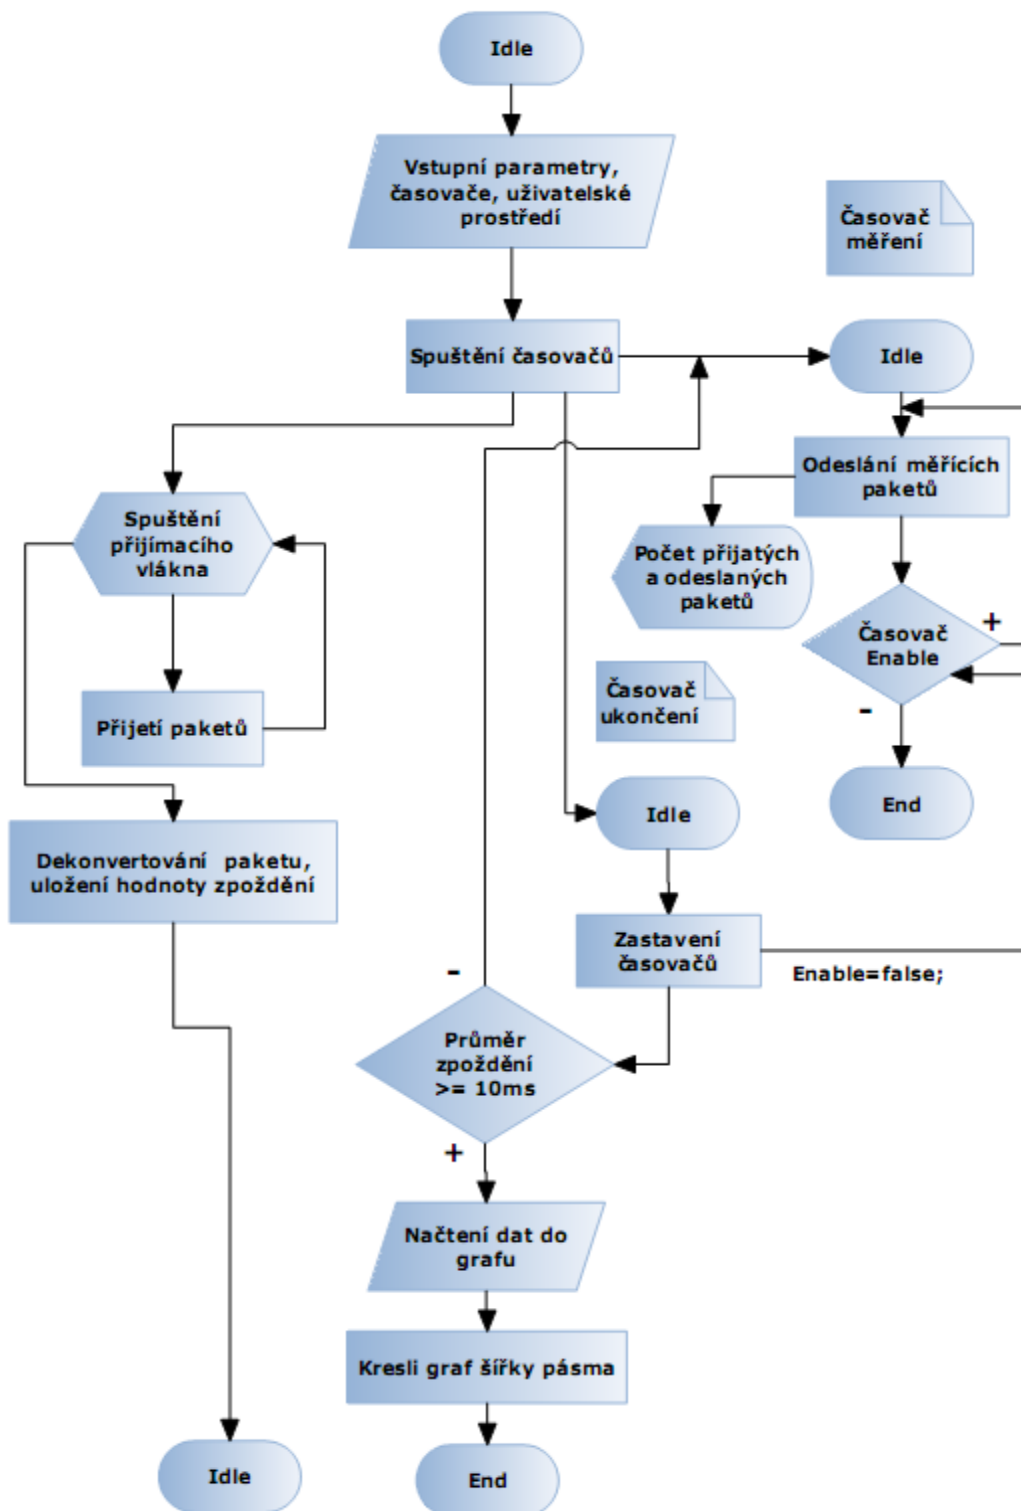 Idle
Vstupní parametry,
časovače, uživatelské
prostředí
Časovač
měření
Spuštění časovačů
Idle
Odeslání měřících
paketů
Spuštění
přijímacího
vlákna
Počet přijatých
a odeslaných
paketů
Časovač
Enable
+
-
Časovač
ukončení
Přijetí paketů
Idle
End
Dekonvertování paketu,
uložení hodnoty zpoždění
Zastavení
časovačů
Enable=false;
-
Průměr
zpoždění
>= 10ms
+
Načtení dat do
grafu
Kresli graf šířky pásma
Idle
End